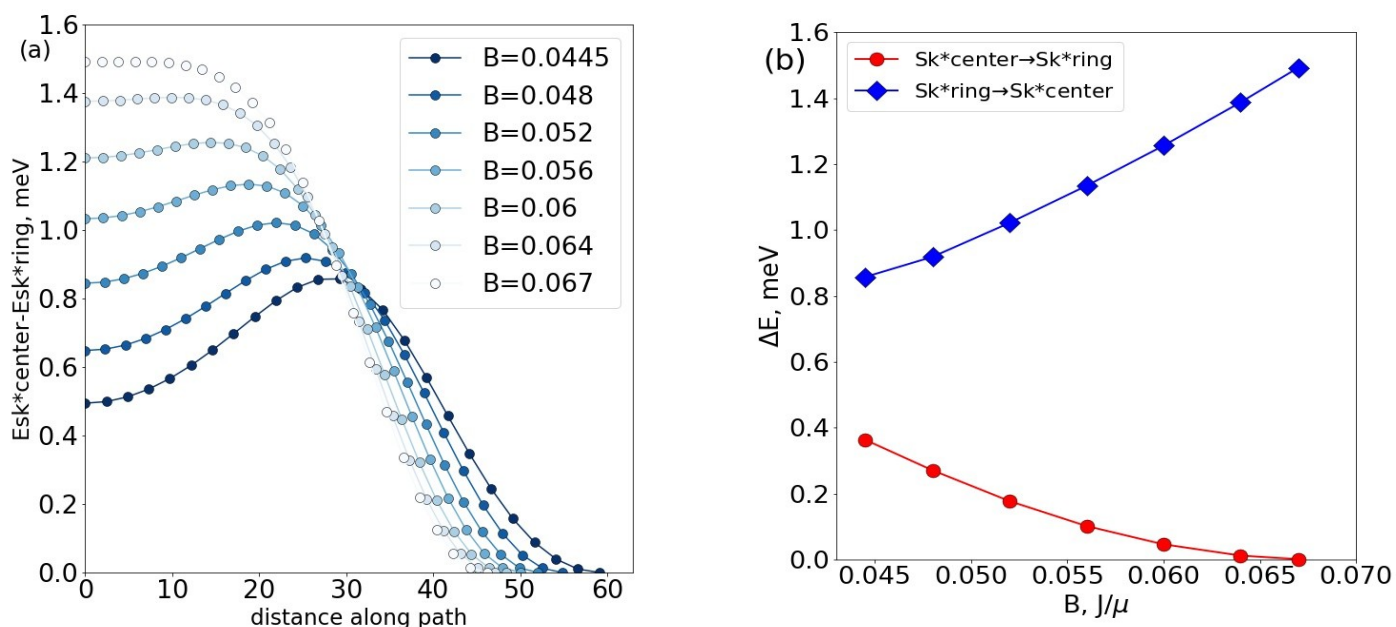 (a)
Esk*center-Esk*ring, meV
1.6
1.4
1.2
1.0
0.8
0.6
0.4
0.2
0.0
B=0.0445
B=0.048
B=0.052
B=0.056
B=0.06
B=0.064
B=0.067
0 10 20 30 40 50 60
distance along path
(b)
ΔE, meV
1.6
1.4
1.2
1.0
0.8
0.6
0.4
0.2
0.0
Sk*center→Sk*ring
Sk*ring→Sk*center
0.045 0.050 0.055 0.060 0.065 0.070
B, J/μ